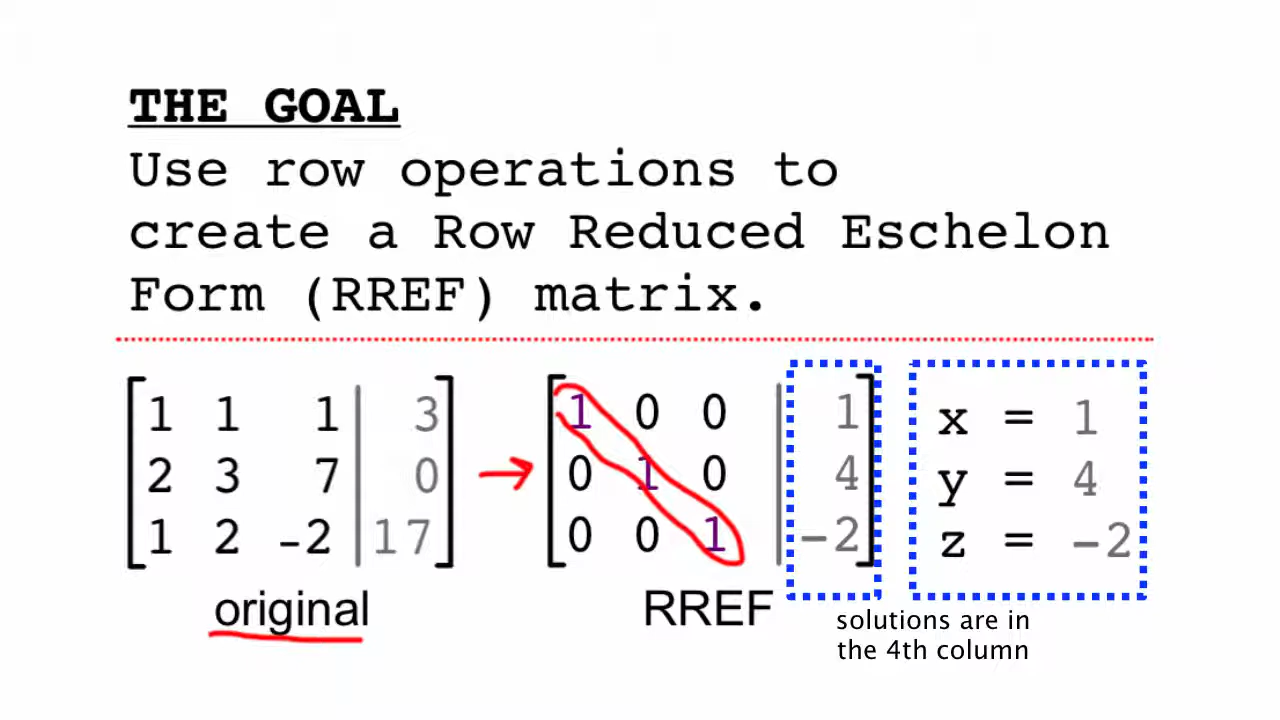 THE GOAL
Use row operations to
create a Row Reduced Eschelon
Form (RREF) matrix.
1 1 1 3
2 3 7 0
1 2 -2 17
original
1 0 0 1
0 1 0 4
0 0 1 -2
RREF
x = 1
y = 4
z = -2
solutions are in
the 4th column